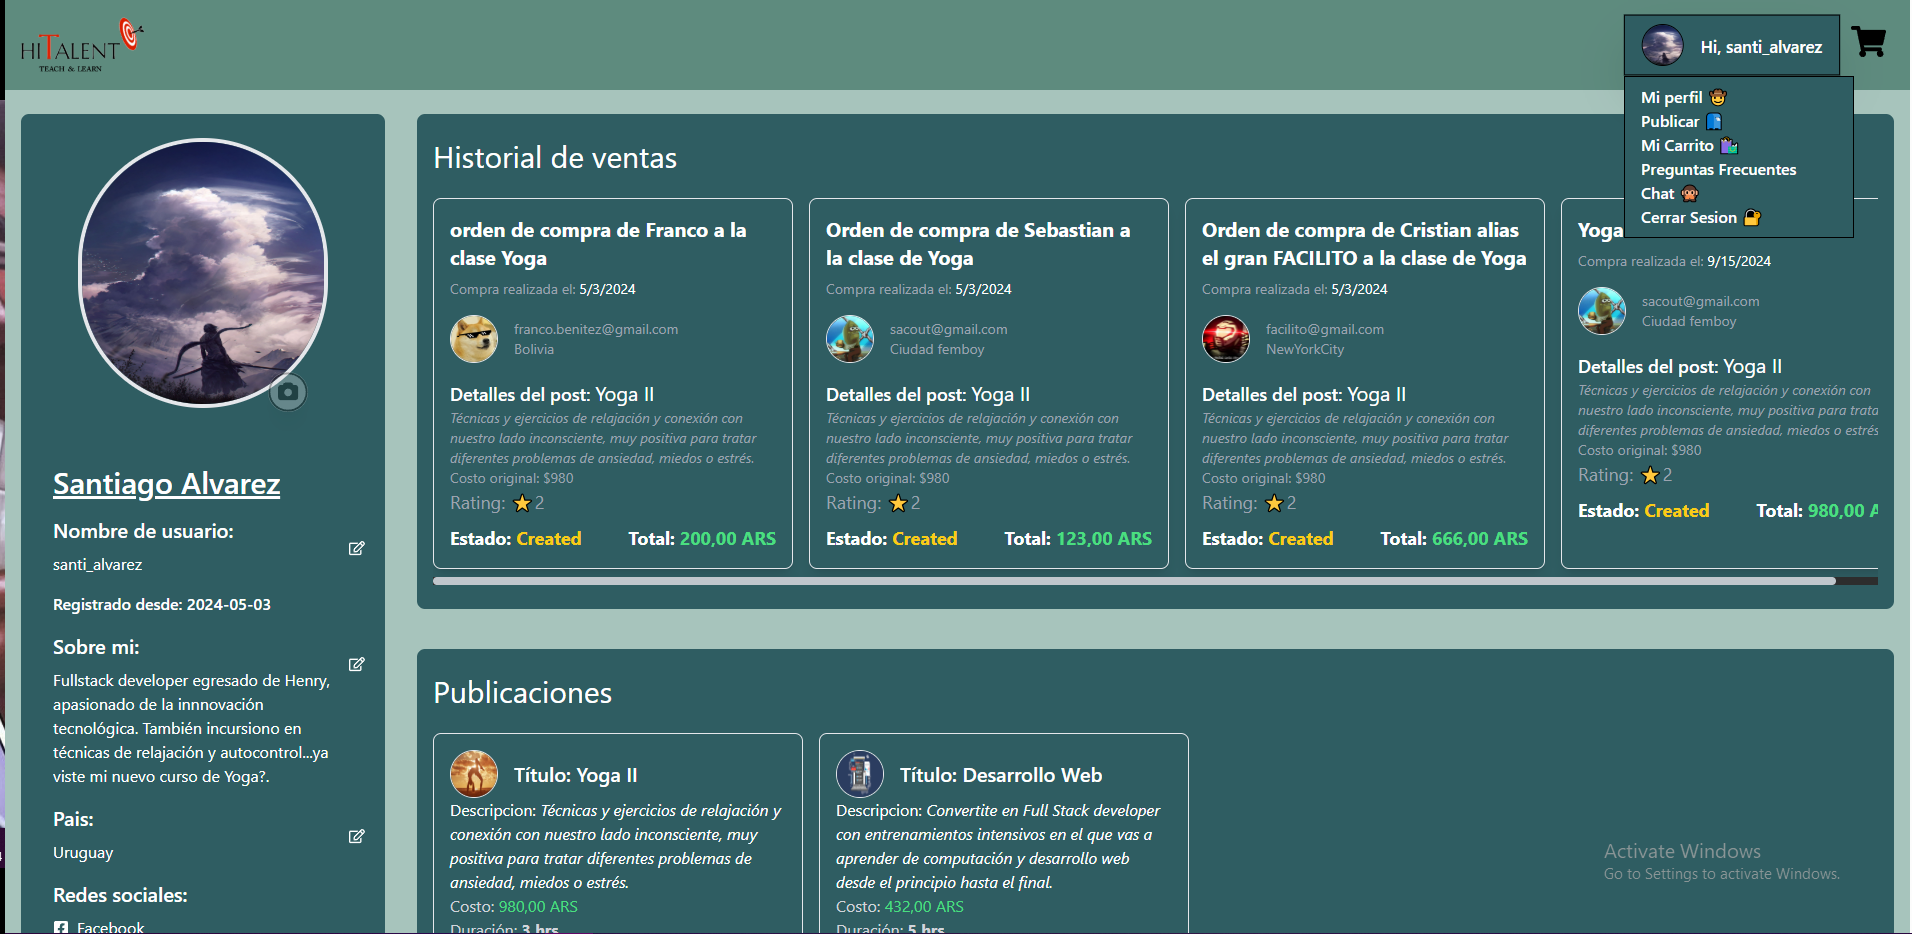 HITALENT
TEACH & LEARN
Hi, santi_alvarez
Mi perfil 🤠
Publicar 📘
Mi Carrito 🛍️
Preguntas Frecuentes
Chat 🙊
Cerrar Sesion 🔐
Santiago Alvarez
Nombre de usuario:
santi_alvarez
Registrado desde: 2024-05-03
Sobre mi:
Fullstack developer egresado de Henry,
apasionado de la innnovación
tecnológica. También incursiono en
técnicas de relajación y autocontrol...ya
viste mi nuevo curso de Yoga?.
Pais:
Uruguay
Redes sociales:
Facebook
Historial de ventas
orden de compra de Franco a la
clase Yoga
Compra realizada el: 5/3/2024
franco.benitez@gmail.com
Bolivia
Detalles del post: Yoga II
Técnicas y ejercicios de relajación y conexión con
nuestro lado inconsciente, muy positiva para tratar
diferentes problemas de ansiedad, miedos o estrés.
Costo original: $980
Rating: ⭐2
Estado: Created Total: 200,00 ARS
Orden de compra de Sebastian a
la clase de Yoga
Compra realizada el: 5/3/2024
sacout@gmail.com
Ciudad femboy
Detalles del post: Yoga II
Técnicas y ejercicios de relajación y conexión con
nuestro lado inconsciente, muy positiva para tratar
diferentes problemas de ansiedad, miedos o estrés.
Costo original: $980
Rating: ⭐2
Estado: Created Total: 123,00 ARS
Orden de compra de Cristian alias
el gran FACILITO a la clase de Yoga
Compra realizada el: 5/3/2024
facilito@gmail.com
NewYorkCity
Detalles del post: Yoga II
Técnicas y ejercicios de relajación y conexión con
nuestro lado inconsciente, muy positiva para tratar
diferentes problemas de ansiedad, miedos o estrés.
Costo original: $980
Rating: ⭐2
Estado: Created Total: 666,00 ARS
Yoga
Compra realizada el: 9/15/2024
sacout@gmail.com
Ciudad femboy
Detalles del post: Yoga II
Técnicas y ejercicios de relajación y conexión con
nuestro lado inconsciente, muy positiva para trata
diferentes problemas de ansiedad, miedos o estrés
Costo original: $980
Rating: ⭐2
Estado: Created Total: 980,00 A
Publicaciones
Título: Yoga II
Descripcion: Técnicas y ejercicios de relajación y
conexión con nuestro lado inconsciente, muy
positiva para tratar diferentes problemas de
ansiedad, miedos o estrés.
Costo: 980,00 ARS
Duración: 3 hrs
Título: Desarrollo Web
Descripcion: Convertite en Full Stack developer
con entrenamientos intensivos en el que vas a
aprender de computación y desarrollo web
desde el principio hasta el final.
Costo: 432,00 ARS
Duración: 5 hrs
Activate Windows
Go to Settings to activate Windows.